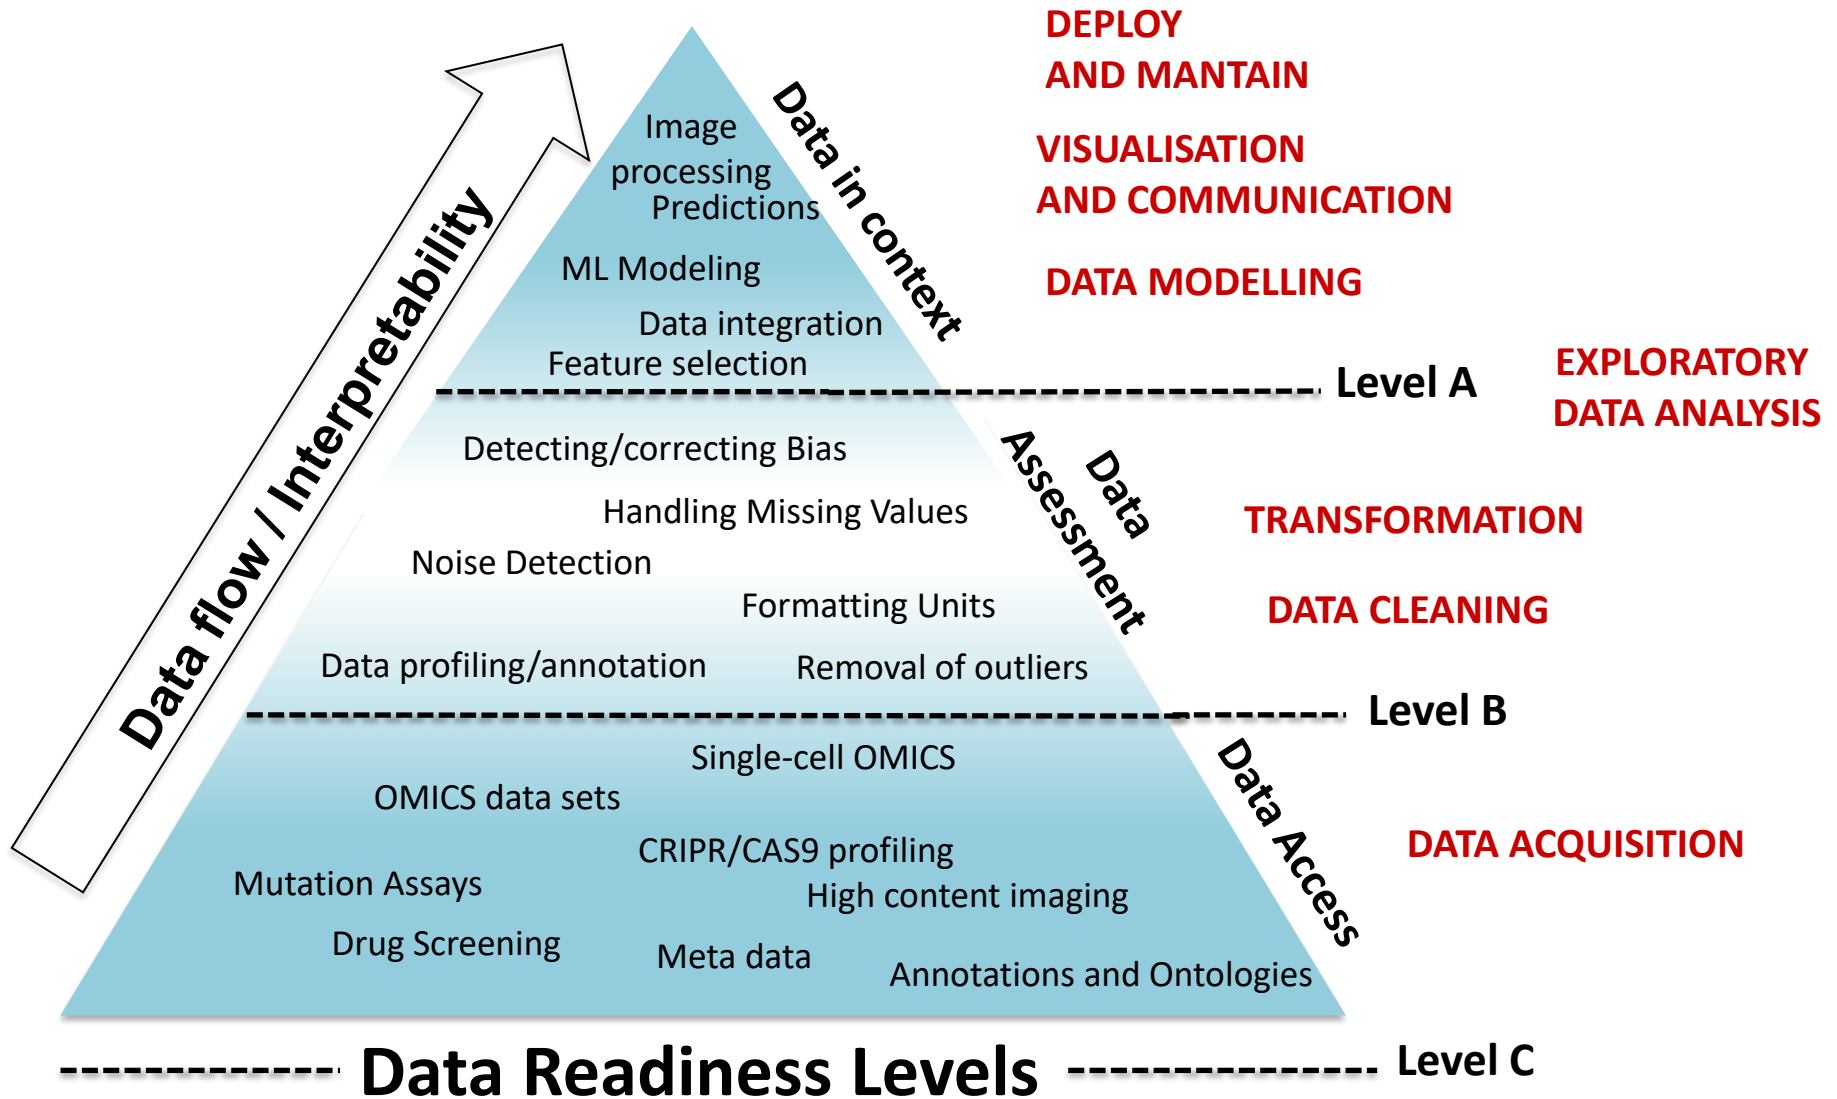 DEPLOY
AND MANTAIN
VISUALISATION
AND COMMUNICATION
DATA MODELLING
Image
processing
Predictions
ML Modeling
Data integration
Feature selection
Data in context
Level A
EXPLORATORY
DATA ANALYSIS
Data flow / Interpretability
Detecting/correcting Bias
Handling Missing Values
Noise Detection
Formatting Units
Data profiling/annotation
Removal of outliers
Data
Assessment
TRANSFORMATION
DATA CLEANING
Level B
Single-cell OMICS
OMICS data sets
CRIPR/CAS9 profiling
Mutation Assays
High content imaging
Drug Screening
Meta data
Annotations and Ontologies
Data Access
DATA ACQUISITION
Data Readiness Levels
Level C